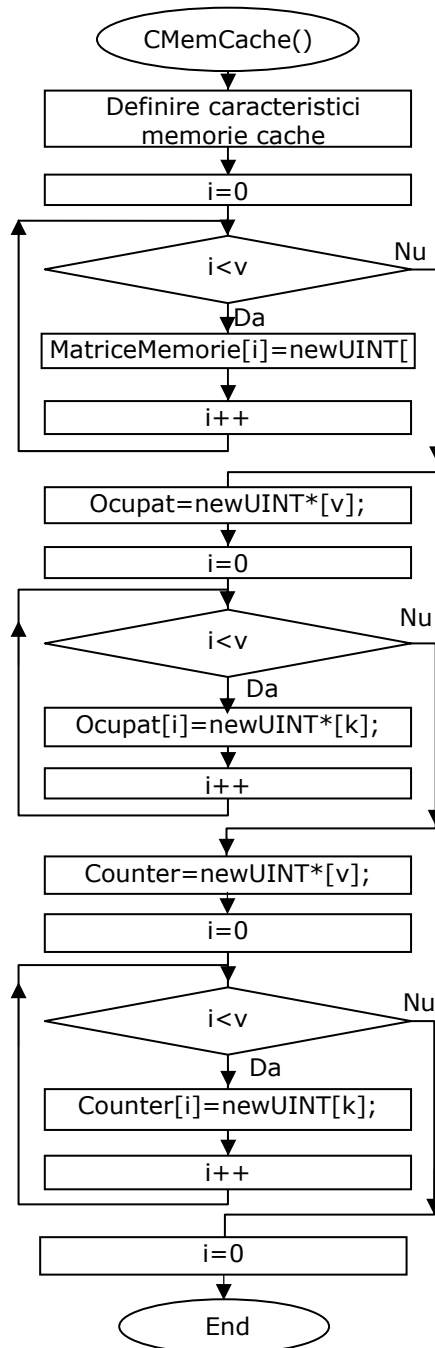 CMemCache()
Definire caracteristici
memorie cache
i=0
i<v
Nu
Da
MatriceMemorie[i]=newUINT[
i++
Ocupat=newUINT*[v];
i=0
i<v
Nu
Da
Ocupat[i]=newUINT*[k];
i++
Counter=newUINT*[v];
i=0
i<v
Nu
Da
Counter[i]=newUINT[k];
i++
i=0
End